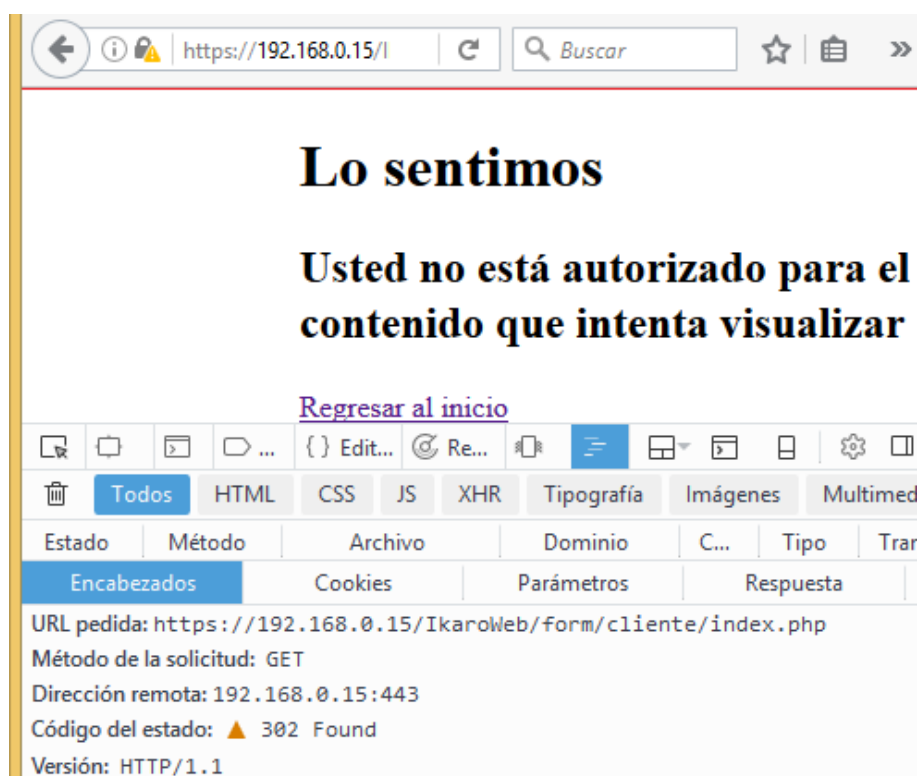 https://192.168.0.15/I
Buscar
Lo sentimos
Usted no está autorizado para el
contenido que intenta visualizar
Regresar al inicio
... { } Edit... Re...
Todos HTML CSS JS XHR Tipografía Imágenes Multimed
Estado Método Archivo Dominio C... Tipo Tran
Encabezados Cookies Parámetros Respuesta
URL pedida: https://192.168.0.15/IkaroWeb/form/cliente/index.php
Método de la solicitud: GET
Dirección remota: 192.168.0.15:443
Código del estado: 302 Found
Versión: HTTP/1.1